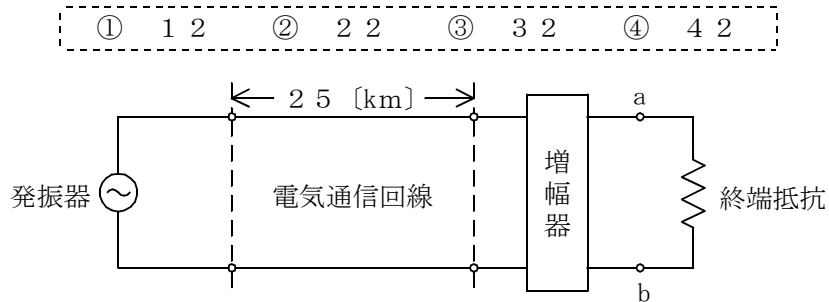 ① 12 ② 22 ③ 32 ④ 42
25〔km〕
a
発振器
電気通信回線
増幅器
終端抵抗
b